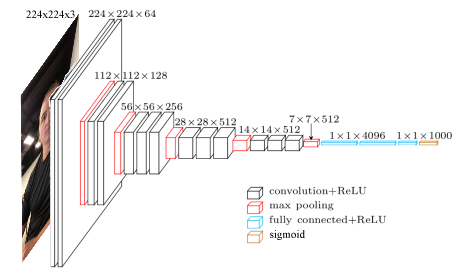 224x224x3
224×224×64
112×112×128
56×56×256
28×28×512
14×14×512
7×7×512
1×1×4096
1×1×1000
convolution+ReLU
max pooling
fully connected+ReLU
sigmoid